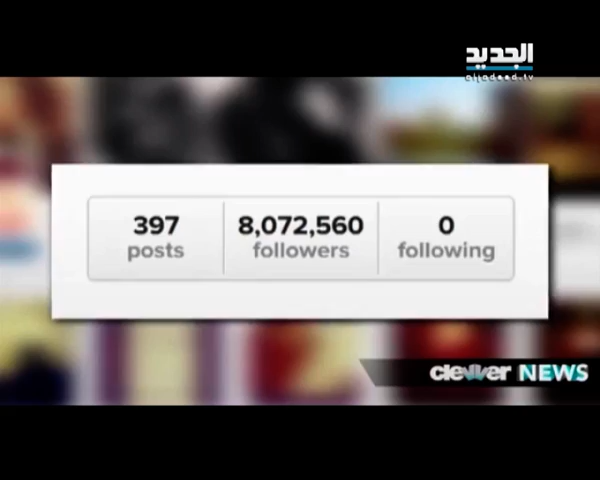 الجديد
aljadeed.tv
397 8,072,560 0
posts followers following
clevver NEWS